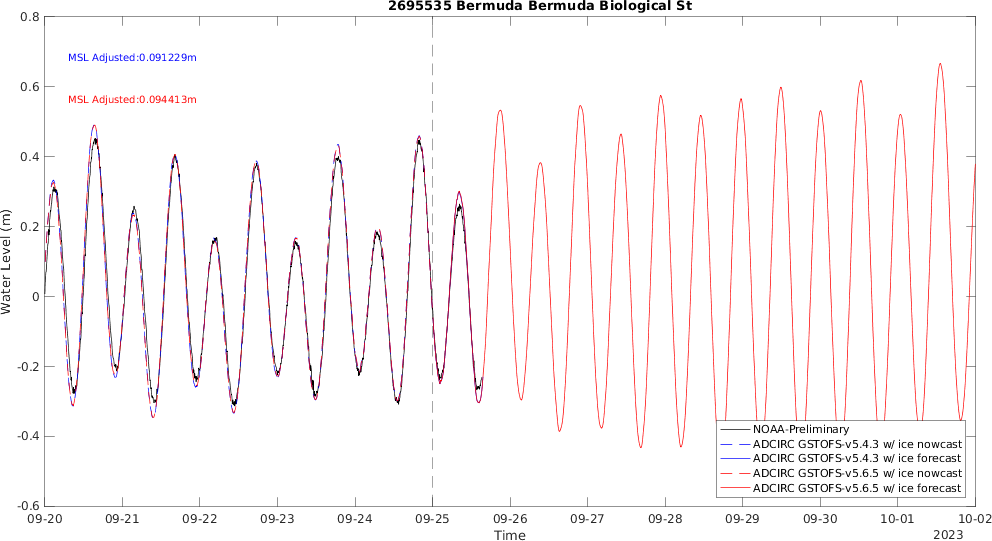 2695535 Bermuda Bermuda Biological St
MSL Adjusted:0.091229m
MSL Adjusted:0.094413m
Water Level (m)
0.8
0.6
0.4
0.2
0
-0.2
-0.4
-0.6
NOAA-Preliminary
ADCIRC GSTOFS-v5.4.3 w/ ice nowcast
ADCIRC GSTOFS-v5.4.3 w/ ice forecast
ADCIRC GSTOFS-v5.6.5 w/ ice nowcast
ADCIRC GSTOFS-v5.6.5 w/ ice forecast
09-20 09-21 09-22 09-23 09-24 09-25 09-26 09-27 09-28 09-29 09-30 10-01 10-02
Time
2023